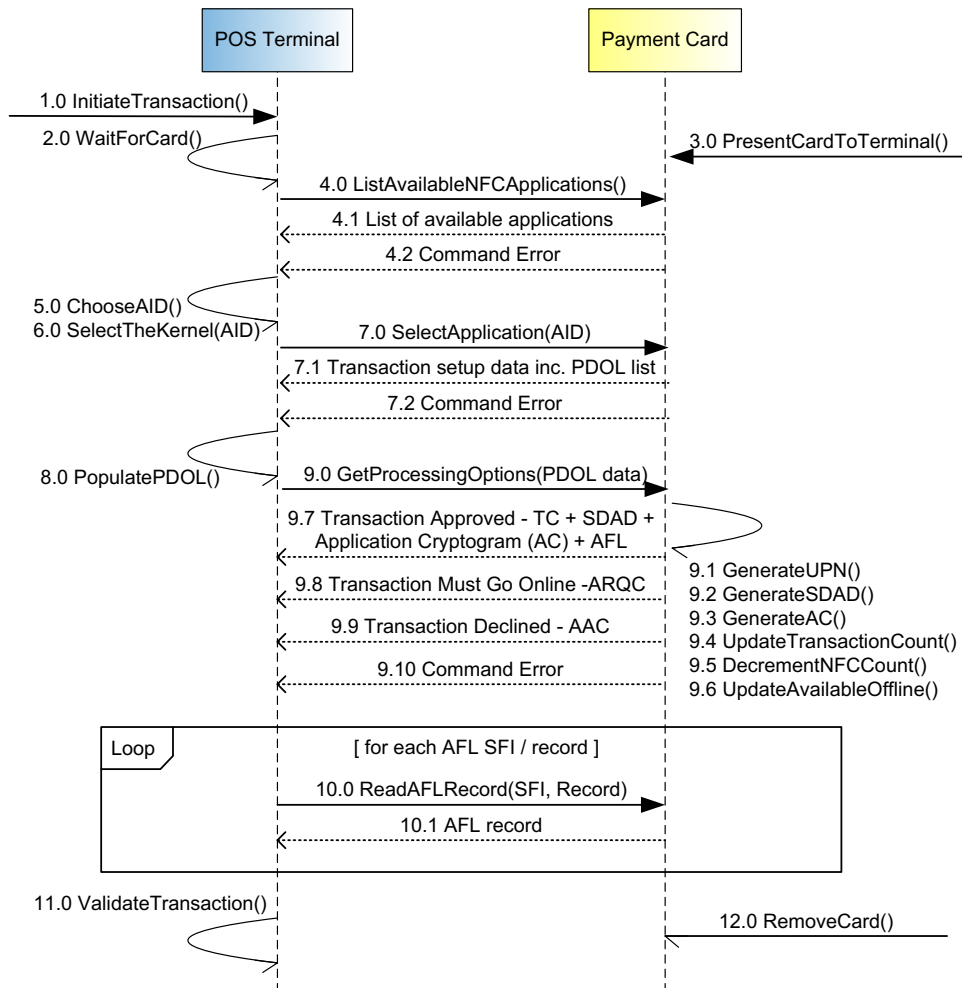 POS Terminal
Payment Card
1.0 InitiateTransaction()
2.0 WaitForCard()
3.0 PresentCardToTerminal()
4.0 ListAvailableNFCApplications()
4.1 List of available applications
4.2 Command Error
5.0 ChooseAID()
6.0 SelectTheKernel(AID)
7.0 SelectApplication(AID)
7.1 Transaction setup data inc. PDOL list
7.2 Command Error
8.0 PopulatePDOL()
9.0 GetProcessingOptions(PDOL data)
9.7 Transaction Approved - TC + SDAD +
Application Cryptogram (AC) + AFL
9.8 Transaction Must Go Online -ARQC
9.9 Transaction Declined - AAC
9.10 Command Error
9.1 GenerateUPN()
9.2 GenerateSDAD()
9.3 GenerateAC()
9.4 UpdateTransactionCount()
9.5 DecrementNFCCount()
9.6 UpdateAvailableOffline()
Loop
[ for each AFL SFI / record ]
10.0 ReadAFLRecord(SFI, Record)
10.1 AFL record
11.0 ValidateTransaction()
12.0 RemoveCard()